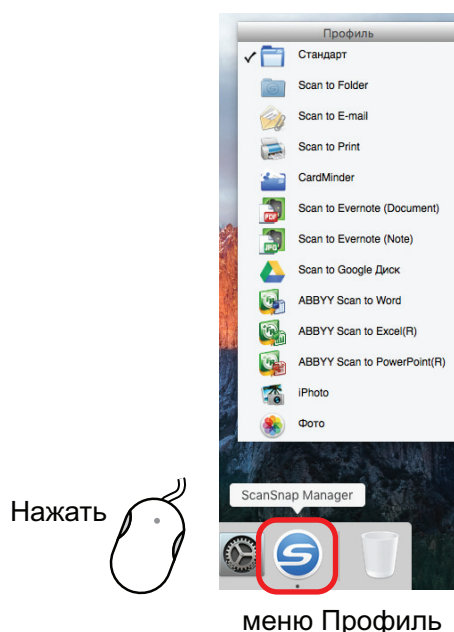 Профиль
Стандарт
Scan to Folder
Scan to E-mail
Scan to Print
CardMinder
Scan to Evernote (Document)
Scan to Evernote (Note)
Scan to Google Диск
ABBYY Scan to Word
ABBYY Scan to Excel(R)
ABBYY Scan to PowerPoint(R)
iPhoto
Фото
ScanSnap Manager
Нажать
меню Профиль